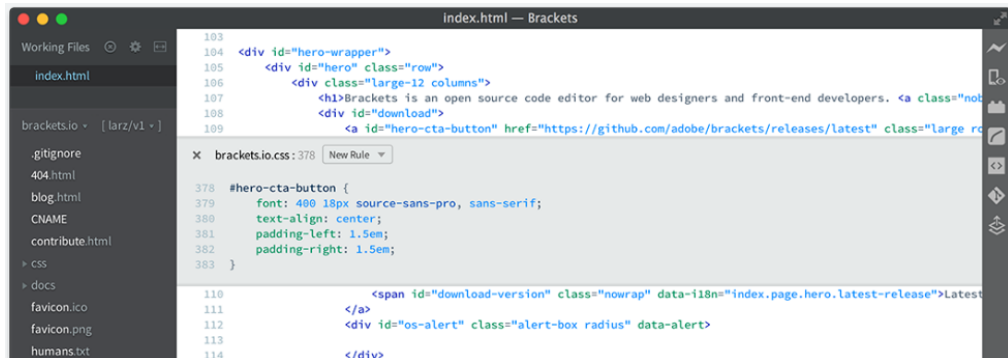 index.html — Brackets
Working Files
index.html
brackets.io
[ larz/v1 ]
.gitignore
404.html
blog.html
CNAME
contribute.html
css
docs
favicon.ico
favicon.png
humans.txt
103
104 <div id="hero-wrapper">
105 <div id="hero" class="row">
106 <div class="large-12 columns">
107 <h1>Brackets is an open source code editor for web designers and front-end developers. <a class="nob
108 <div id="download">
109 <a id="hero-cta-button" href="https://github.com/adobe/brackets/releases/latest" class="large ro
× brackets.io.css : 378 New Rule
378 #hero-cta-button {
379 font: 400 18px source-sans-pro, sans-serif;
380 text-align: center;
381 padding-left: 1.5em;
382 padding-right: 1.5em;
383 }
110 <span id="download-version" class="nowrap" data-i18n="index.page.hero.latest-release">Latest
111 </a>
112 <div id="os-alert" class="alert-box radius" data-alert>
113
114 </div>